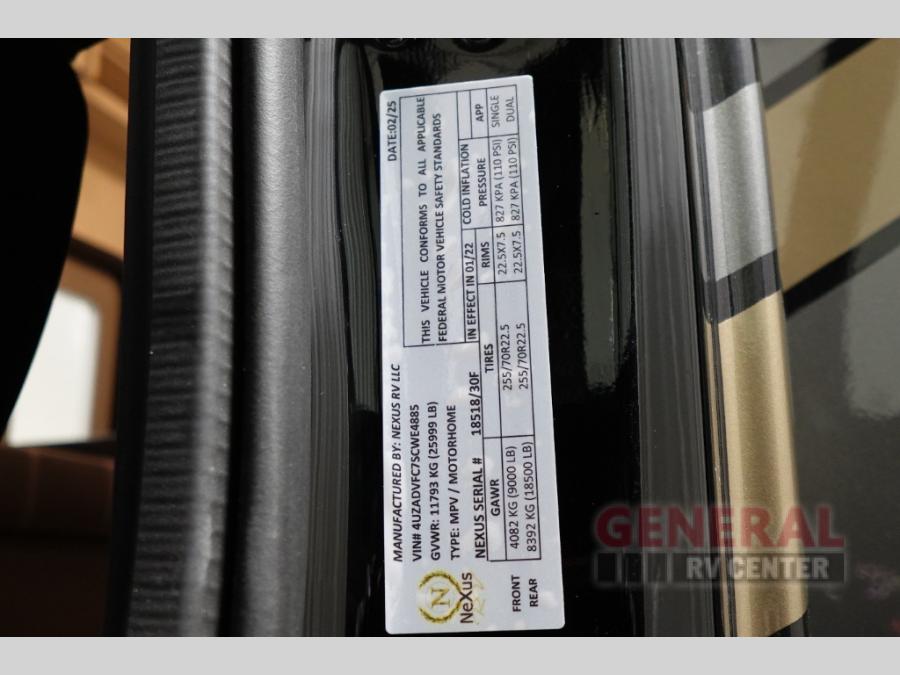 MANUFACTURED BY: NEXUS RV LLC DATE:02/25
VIN# 4UZADVFC7SCWE4885
GVWR: 11793 KG (25999 LB)
TYPE: MPV / MOTORHOME
THIS VEHICLE CONFORMS TO ALL APPLICABLE
FEDERAL MOTOR VEHICLE SAFETY STANDARDS
NEXUS SERIAL # 18518/30F IN EFFECT IN 01/22
GAWR TIRES RIMS COLD INFLATION PRESSURE APP
FRONT 4082 KG (9000 LB) 255/70R22.5 22.5X7.5 827 KPA (110 PSI) SINGLE
REAR 8392 KG (18500 LB) 255/70R22.5 22.5X7.5 827 KPA (110 PSI) DUAL
N
NeXus
RV
GENERAL
RV CENTER